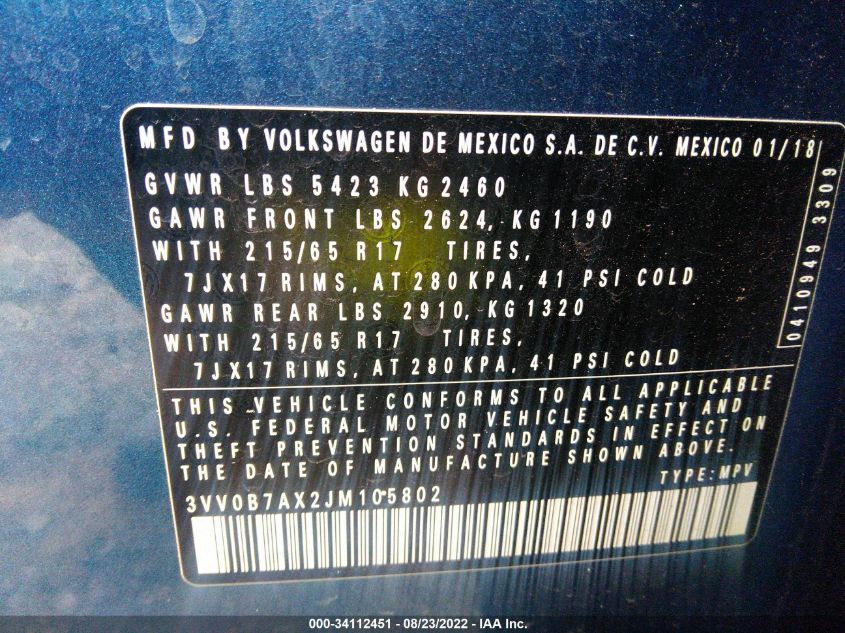 MFD BY VOLKSWAGEN DE MEXICO S.A. DE C.V. MEXICO 01/18
GVWR LBS 5423 KG 2460
GAWR FRONT LBS 2624, KG 1190
WITH 215/65 R17 TIRES,
7JX17 RIMS, AT 280 KPA, 41 PSI COLD
GAWR REAR LBS 2910, KG 1320
WITH 215/65 R17 TIRES,
7JX17 RIMS, AT 280 KPA, 41 PSI COLD
0410949 3309
THIS VEHICLE CONFORMS TO ALL APPLICABLE
U.S. FEDERAL MOTOR VEHICLE SAFETY AND
THEFT PREVENTION STANDARDS IN EFFECT ON
THE DATE OF MANUFACTURE SHOWN ABOVE.
TYPE: MPV
3VV0B7AX2JM105802
000-34112451 - 08/23/2022 - IAA Inc.